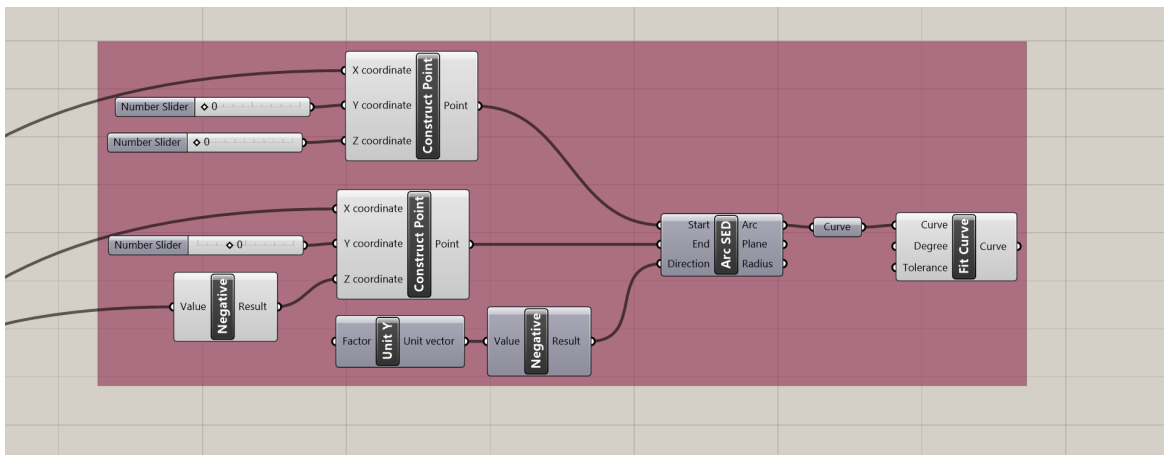 X coordinate
Y coordinate
Z coordinate
Construct Point
Point
Number Slider ◇ 0
Number Slider ◇ 0
X coordinate
Y coordinate
Z coordinate
Construct Point
Point
Number Slider ◇ 0
Value
Negative
Result
Factor
Unit Y
Unit vector
Value
Negative
Result
Start
End
Direction
Arc SED
Arc
Plane
Radius
Curve
Curve
Degree
Tolerance
Fit Curve
Curve